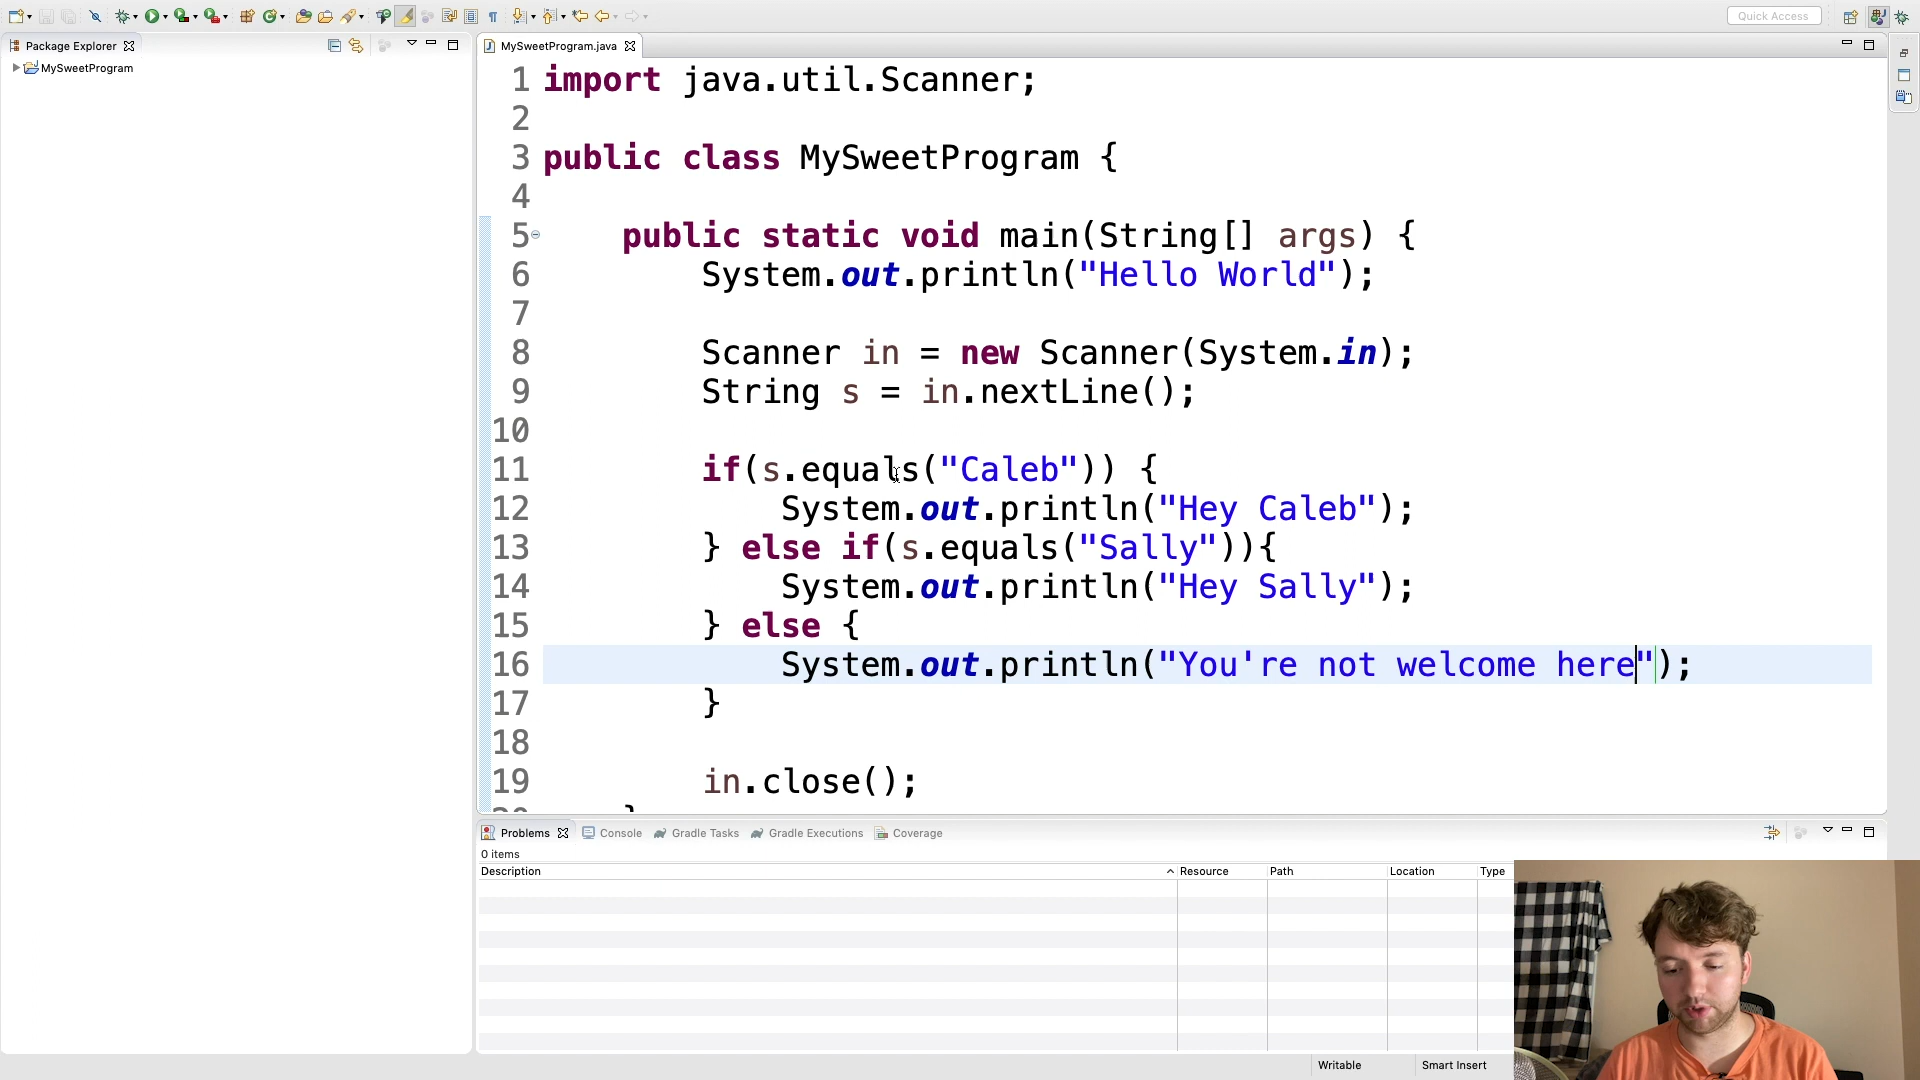 Quick Access
Package Explorer
MySweetProgram
MySweetProgram.java
1 import java.util.Scanner;
2
3 public class MySweetProgram {
4
5 public static void main(String[] args) {
6 System.out.println("Hello World");
7
8 Scanner in = new Scanner(System.in);
9 String s = in.nextLine();
10
11 if(s.equals("Caleb")) {
12 System.out.println("Hey Caleb");
13 } else if(s.equals("Sally")){
14 System.out.println("Hey Sally");
15 } else {
16 System.out.println("You're not welcome here");
17 }
18
19 in.close();
Problems Console Gradle Tasks Gradle Executions Coverage
0 items
Description Resource Path Location Type
Writable Smart Insert